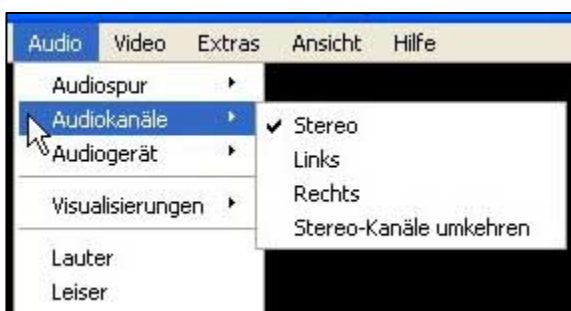 Audio Video Extras Ansicht Hilfe
Audiospur
Audiokanäle
Audiogerät
Visualisierungen
Lauter
Leiser
Stereo
Links
Rechts
Stereo-Kanäle umkehren